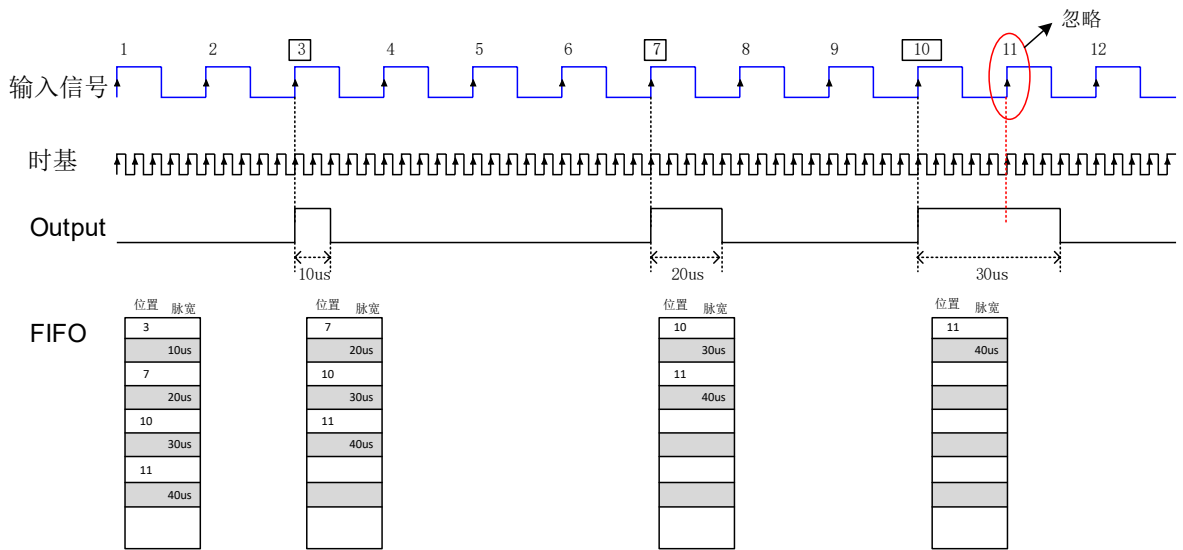 忽略
1 2 3 4 5 6 7 8 9 10 11 12
输入信号
时基
Output
10us 20us 30us
位置 脉宽 位置 脉宽 位置 脉宽 位置 脉宽
FIFO
3 7 10 11
10us 20us 30us 40us
7 10 11
20us 30us 40us
10 11
30us 40us
11
40us